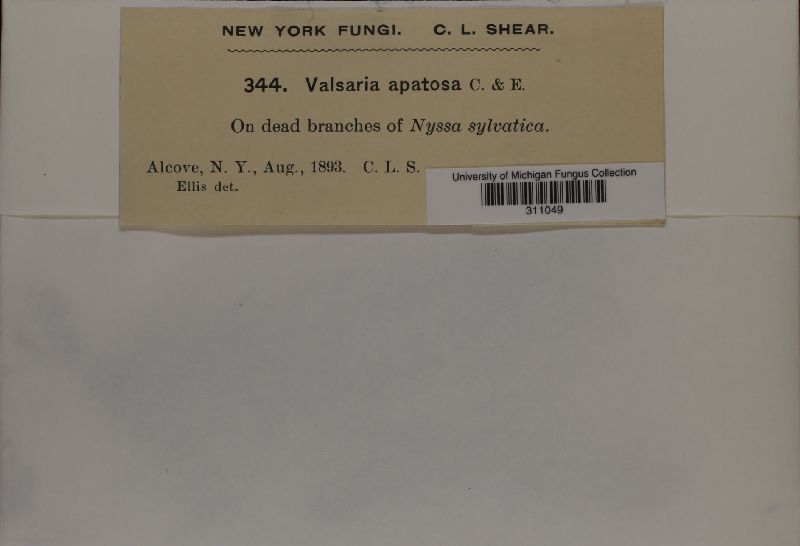 NEW YORK FUNGI. C. L. SHEAR.
344. Valsaria apatosa C. & E.
On dead branches of Nyssa sylvatica.
Alcove, N. Y., Aug., 1893. C. L. S.
Ellis det.
University of Michigan Fungus Collection
311049